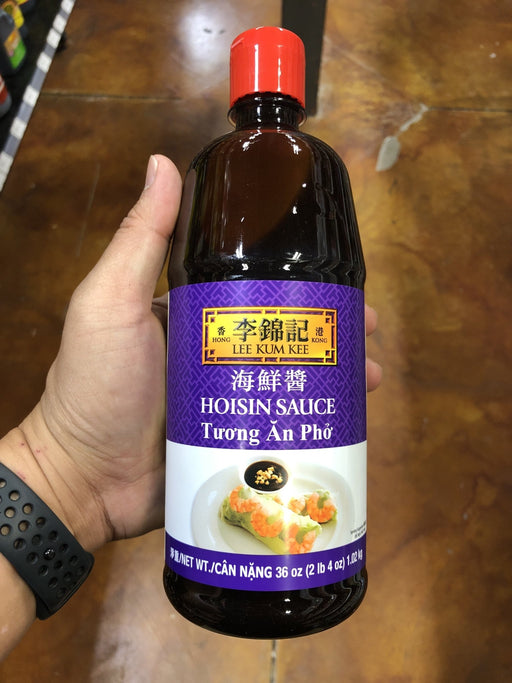 香 李錦記 港
HONG LEE KUM KEE KONG
海鮮醬
HOISIN SAUCE
Tương Ăn Phở
淨重/NET WT./CÂN NẶNG 36 oz (2 lb 4 oz) 1.02 kg